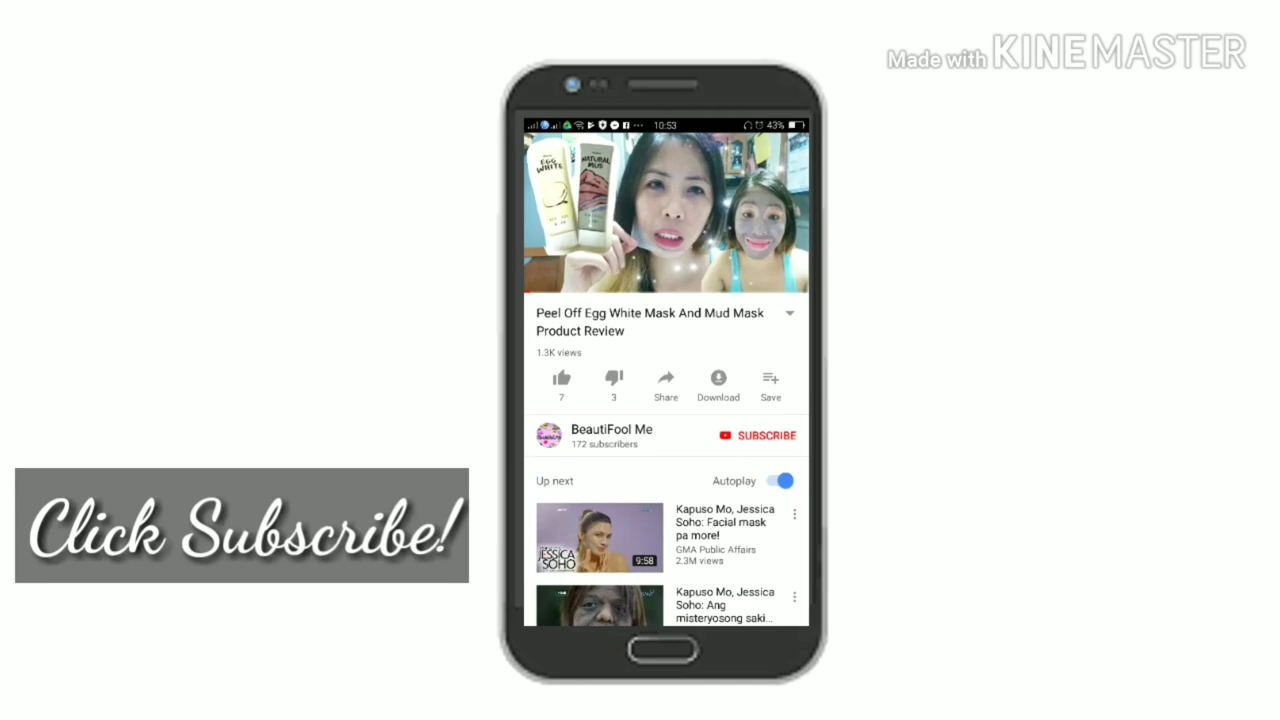 Made with KINEMASTER
10:53
43%
EGG WHITE
NATURAL MUD
Peel Off Egg White Mask And Mud Mask
Product Review
1.3K views
7
3
Share
Download
Save
BeautiFool Me
172 subscribers
SUBSCRIBE
Up next
Autoplay
Kapuso Mo, Jessica
Soho: Facial mask
pa more!
GMA Public Affairs
2.3M views
JESSICA
SOHO
9:58
Kapuso Mo, Jessica
Soho: Ang
misteryosong saki...
Click Subscribe!